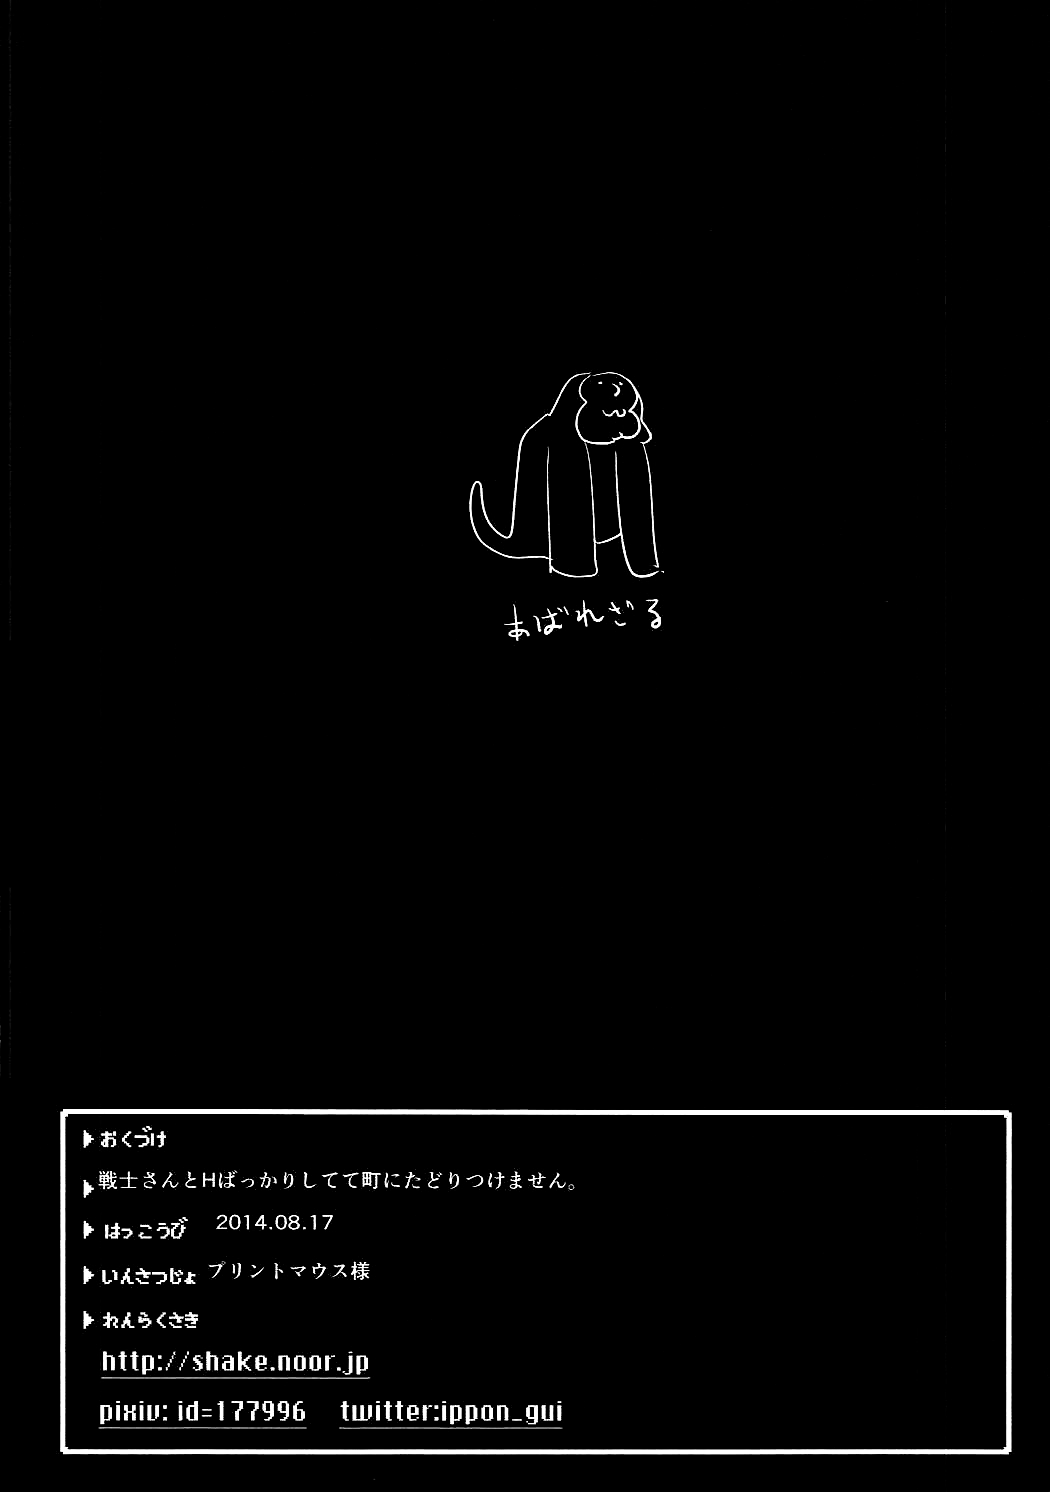 あばれざる
おくづけ
戦士さんとHばっかりしてて町にたどりつけません。
はっこうび 2014.08.17
いんさつじょ プリントマウス様
れんらくさき
http://shake.noor.jp
pixiv: id=177996 twitter:ippon_gui